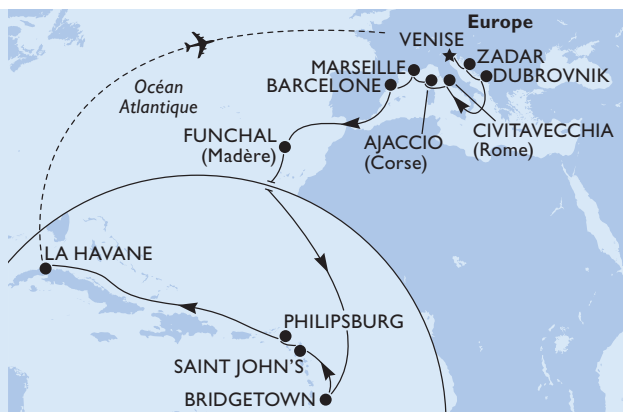 Europe
VENISE
ZADAR
DUBROVNIK
MARSEILLE
BARCELONE
Océan
Atlantique
FUNCHAL
(Madère)
AJACCIO
(Corse)
CIVITAVECCHIA
(Rome)
LA HAVANE
PHILIPSBURG
SAINT JOHN'S
BRIDGETOWN